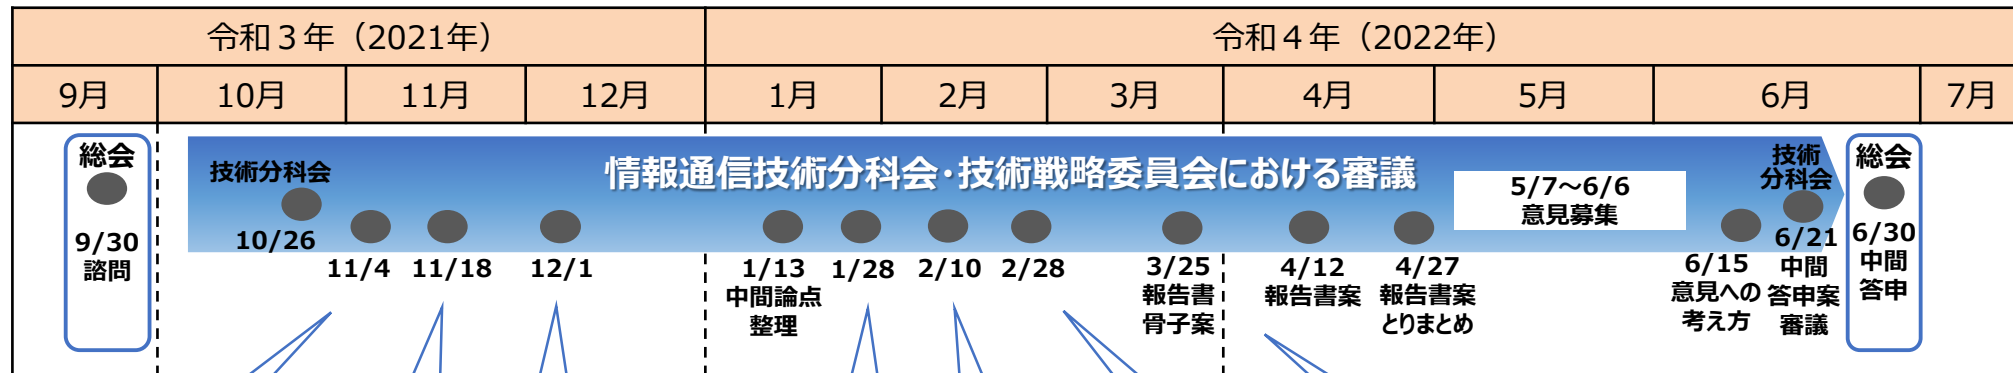 令和３年（2021年）
令和４年（2022年）
9月
10月
11月
12月
1月
2月
3月
4月
5月
6月
7月
総会
9/30
諮問
情報通信技術分科会・技術戦略委員会における審議
技術分科会
10/26
11/4
11/18
12/1
1/13
中間論点
整理
1/28
2/10
2/28
3/25
報告書
骨子案
4/12
報告書案
4/27
報告書案
とりまとめ
5/7～6/6
意見募集
6/15
意見への
考え方
技術
分科会
6/21
中間
答申案
審議
総会
6/30
中間
答申